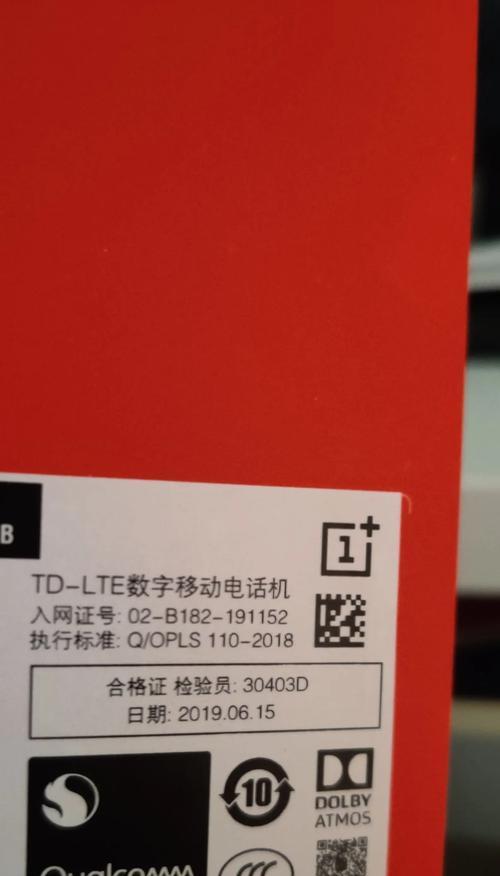 B
1+
TD-LTE数字移动电话机
入网证号: 02-B182-191152
执行标准: Q/OPLS 110-2018
合格证 检验员: 30403D
日期: 2019.06.15
10
DOLBY
ATMOS
Qualcomm
CCC